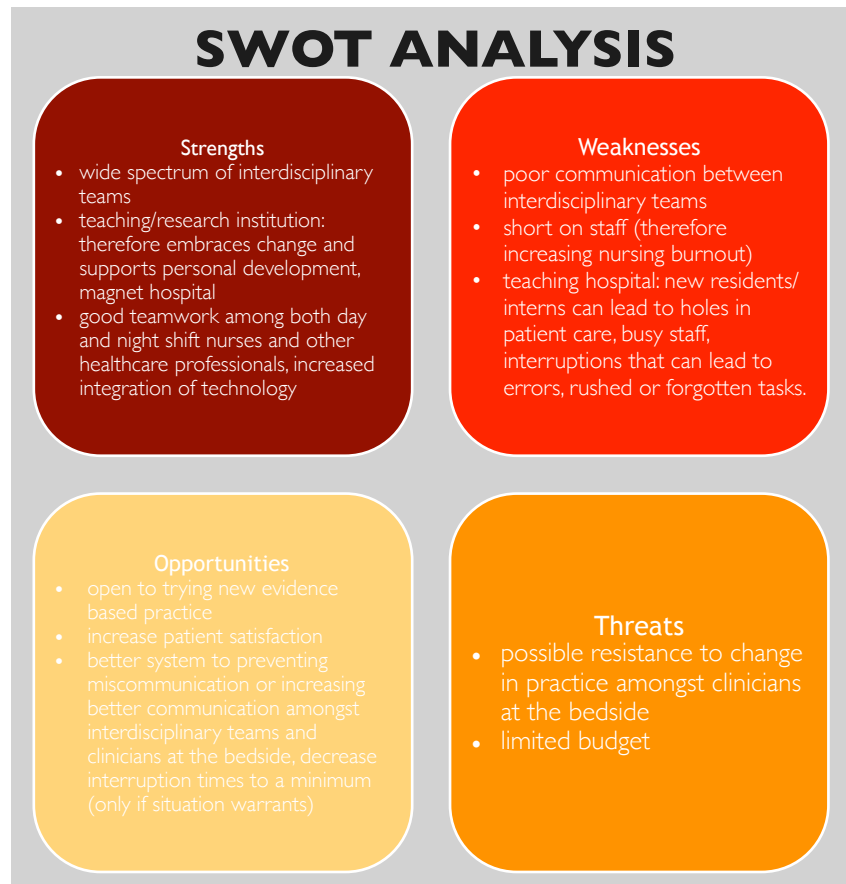 SWOT ANALYSIS
Strengths
• wide spectrum of interdisciplinary
teams
• teaching/research institution:
therefore embraces change and
supports personal development,
magnet hospital
• good teamwork among both day
and night shift nurses and other
healthcare professionals, increased
integration of technology
Weaknesses
• poor communication between
interdisciplinary teams
• short on staff (therefore
increasing nursing burnout)
• teaching hospital: new residents/
interns can lead to holes in
patient care, busy staff,
interruptions that can lead to
errors, rushed or forgotten tasks.
Opportunities
• open to trying new evidence
based practice
• increase patient satisfaction
• better system to preventing
miscommunication or increasing
better communication amongst
interdisciplinary teams and
clinicians at the bedside, decrease
interruption times to a minimum
(only if situation warrants)
Threats
• possible resistance to change
in practice amongst clinicians
at the bedside
• limited budget